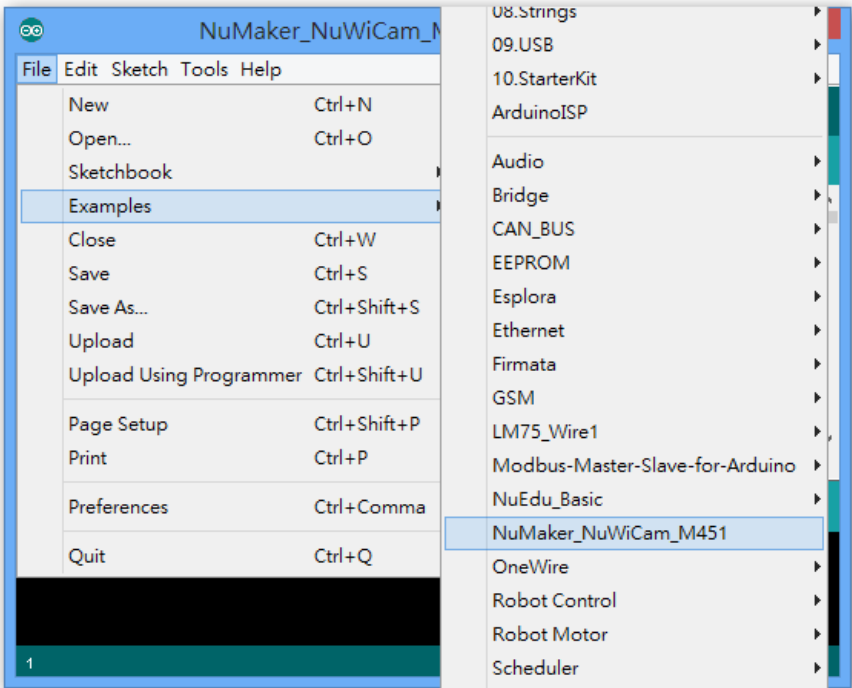 NuMaker_NuWiCam_M
File Edit Sketch Tools Help
New Ctrl+N
Open... Ctrl+O
Sketchbook
Examples
Close Ctrl+W
Save Ctrl+S
Save As... Ctrl+Shift+S
Upload Ctrl+U
Upload Using Programmer Ctrl+Shift+U
Page Setup Ctrl+Shift+P
Print Ctrl+P
Preferences Ctrl+Comma
Quit Ctrl+Q
1
08.Strings
09.USB
10.StarterKit
ArduinoISP
Audio
Bridge
CAN_BUS
EEPROM
Esplora
Ethernet
Firmata
GSM
LM75_Wire1
Modbus-Master-Slave-for-Arduino
NuEdu_Basic
NuMaker_NuWiCam_M451
OneWire
Robot Control
Robot Motor
Scheduler